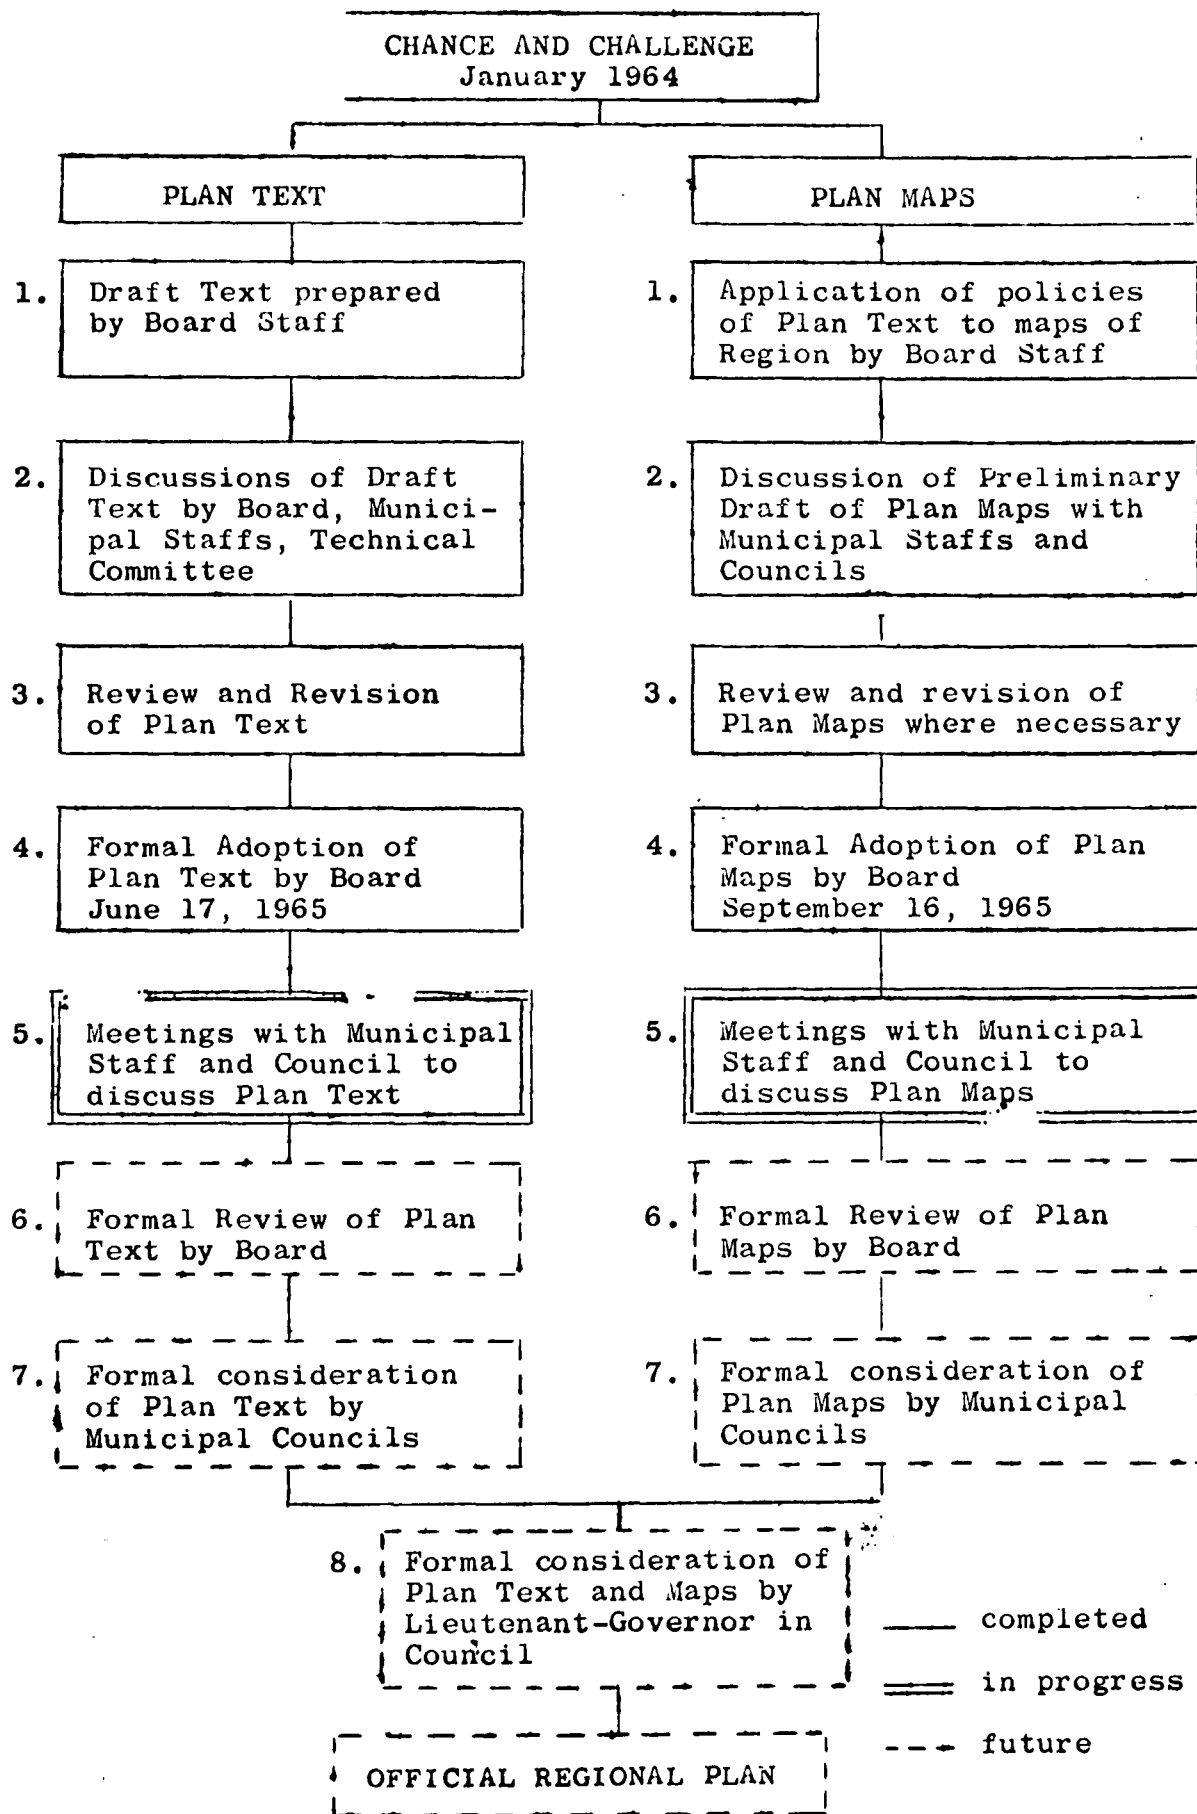 CHANCE AND CHALLENGE
January 1964
PLAN TEXT
1. Draft Text prepared
by Board Staff
2. Discussions of Draft
Text by Board, Munici-
pal Staffs, Technical
Committee
3. Review and Revision
of Plan Text
4. Formal Adoption of
Plan Text by Board
June 17, 1965
5. Meetings with Municipal
Staff and Council to
discuss Plan Text
6. Formal Review of Plan
Text by Board
7. Formal consideration
of Plan Text by
Municipal Councils
PLAN MAPS
1. Application of policies
of Plan Text to maps of
Region by Board Staff
2. Discussion of Preliminary
Draft of Plan Maps with
Municipal Staffs and
Councils
3. Review and revision of
Plan Maps where necessary
4. Formal Adoption of Plan
Maps by Board
September 16, 1965
5. Meetings with Municipal
Staff and Council to
discuss Plan Maps
6. Formal Review of Plan
Maps by Board
7. Formal consideration of
Plan Maps by Municipal
Councils
8. Formal consideration of
Plan Text and Maps by
Lieutenant-Governor in
Council
OFFICIAL REGIONAL PLAN
completed
in progress
future